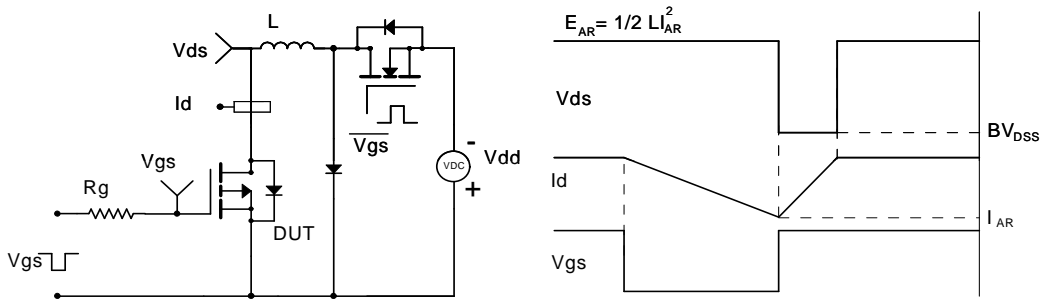 L
Vds
Id
Vgs
Rg
DUT
Vgs
Vgs
VDC
-
+
Vdd
E_AR= 1/2 LI_AR^2
Vds
BV_DSS
Id
I_AR
Vgs